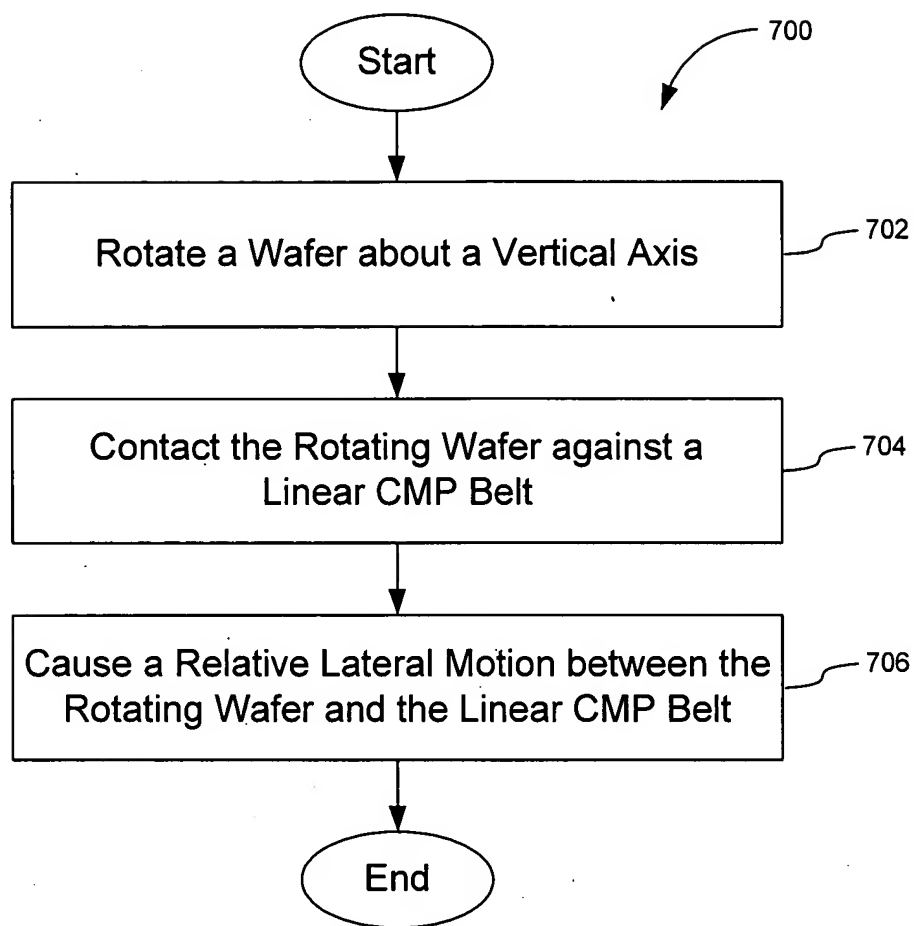 Start
700
Rotate a Wafer about a Vertical Axis
702
Contact the Rotating Wafer against a
Linear CMP Belt
704
Cause a Relative Lateral Motion between the
Rotating Wafer and the Linear CMP Belt
706
End